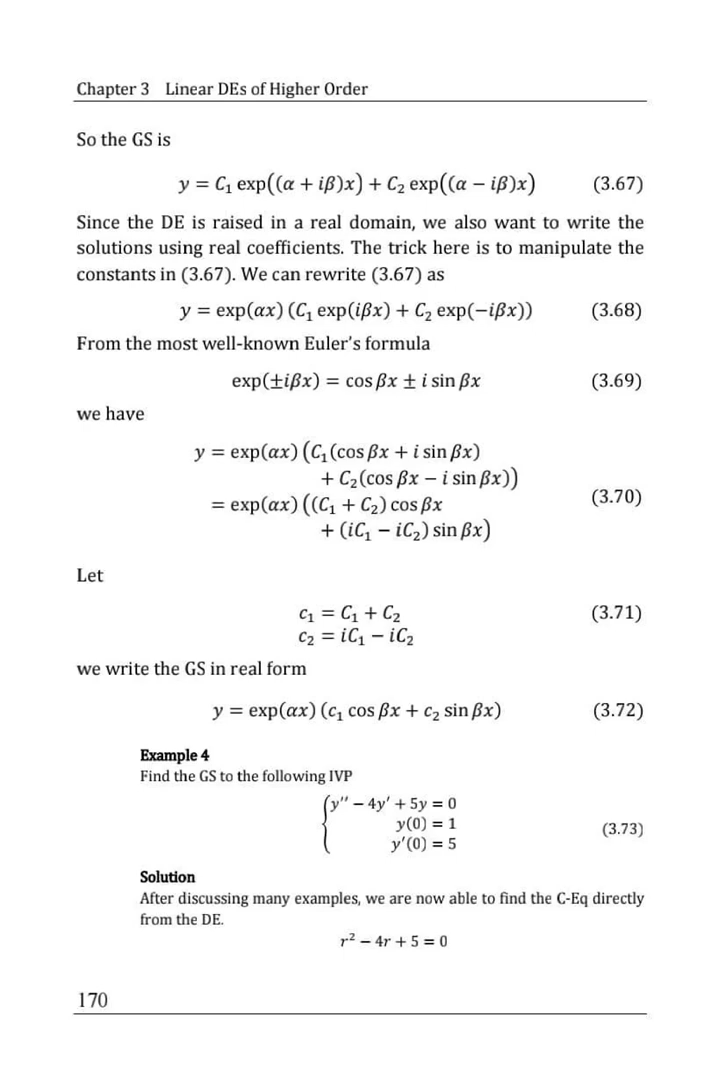 Chapter 3 Linear DEs of Higher Order
So the GS is
y = C₁ exp((α + iβ)x) + C₂ exp((α − iβ)x) (3.67)
Since the DE is raised in a real domain, we also want to write the
solutions using real coefficients. The trick here is to manipulate the
constants in (3.67). We can rewrite (3.67) as
y = exp(αx) (C₁ exp(iβx) + C₂ exp(−iβx)) (3.68)
From the most well-known Euler's formula
exp(±iβx) = cos βx ± i sin βx (3.69)
we have
y = exp(αx) (C₁(cos βx + i sin βx)
+ C₂(cos βx − i sin βx))
= exp(αx) ((C₁ + C₂) cos βx (3.70)
+ (iC₁ − iC₂) sin βx)
Let
c₁ = C₁ + C₂ (3.71)
c₂ = iC₁ − iC₂
we write the GS in real form
y = exp(αx) (c₁ cos βx + c₂ sin βx) (3.72)
Example 4
Find the GS to the following IVP
{y′′ − 4y′ + 5y = 0
y(0) = 1 (3.73)
y′(0) = 5
Solution
After discussing many examples, we are now able to find the C-Eq directly
from the DE.
r² − 4r + 5 = 0
170